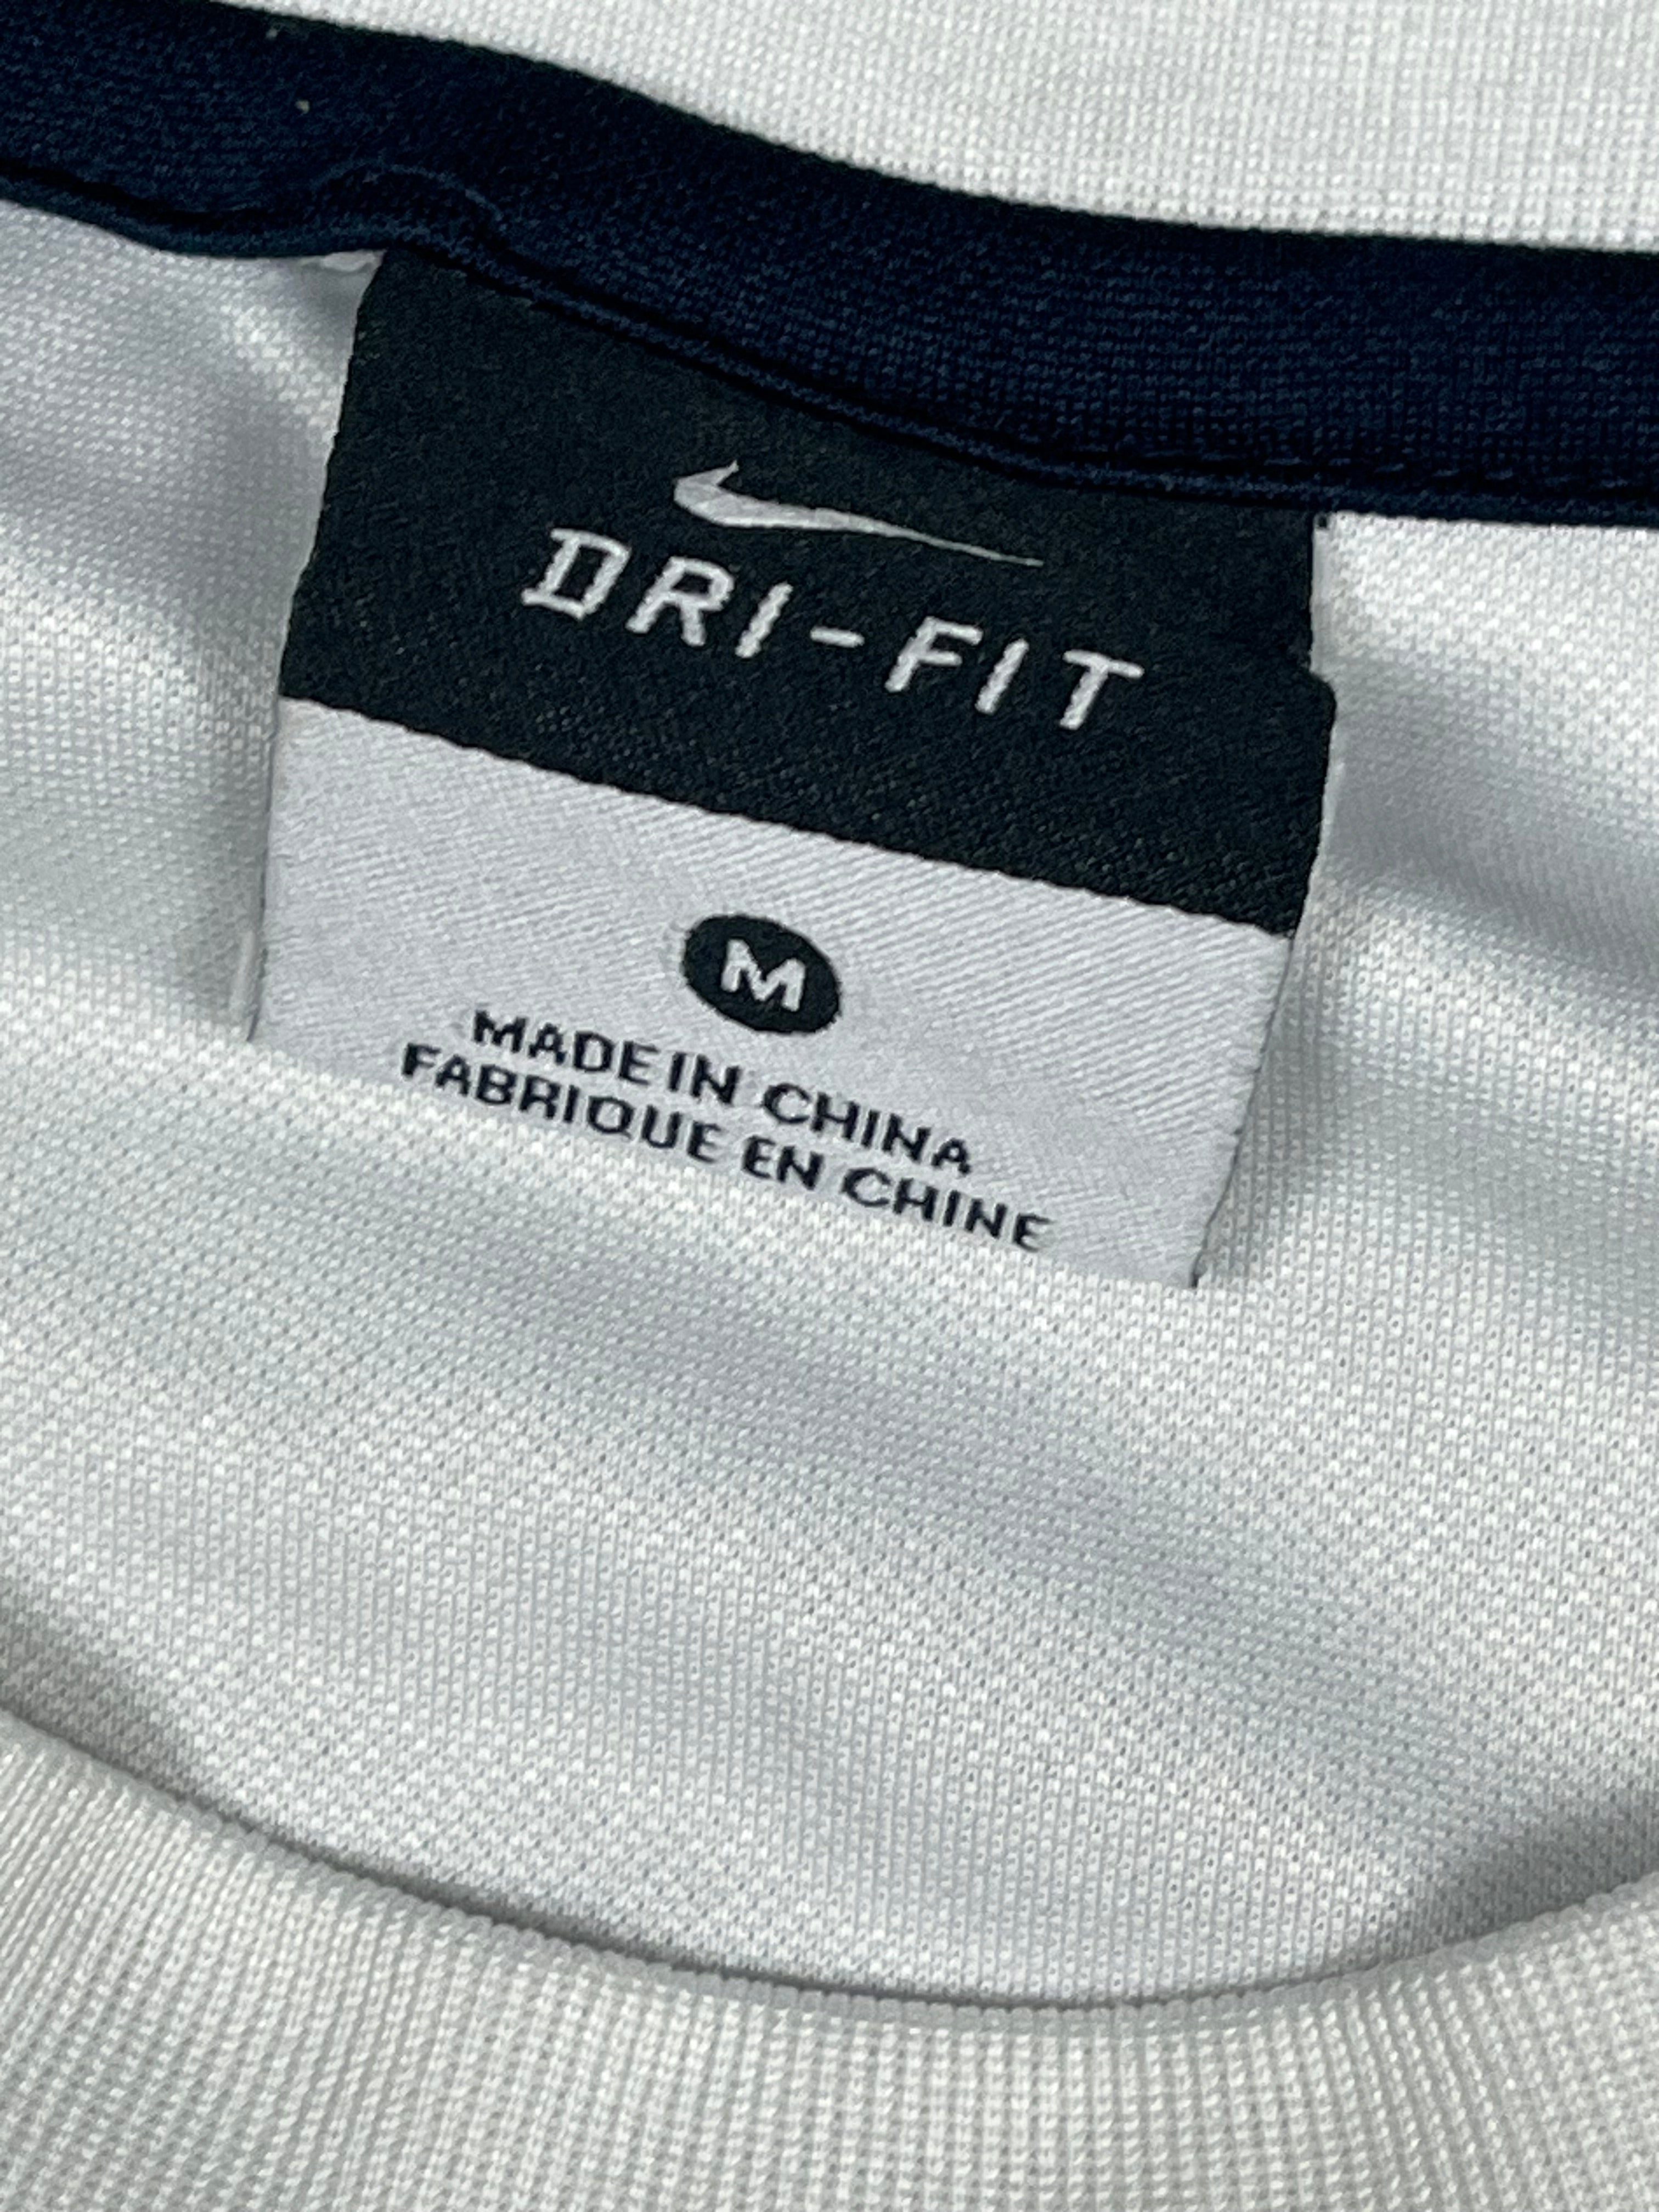 DRI-FIT
M
MADE IN CHINA
FABRIQUE EN CHINE